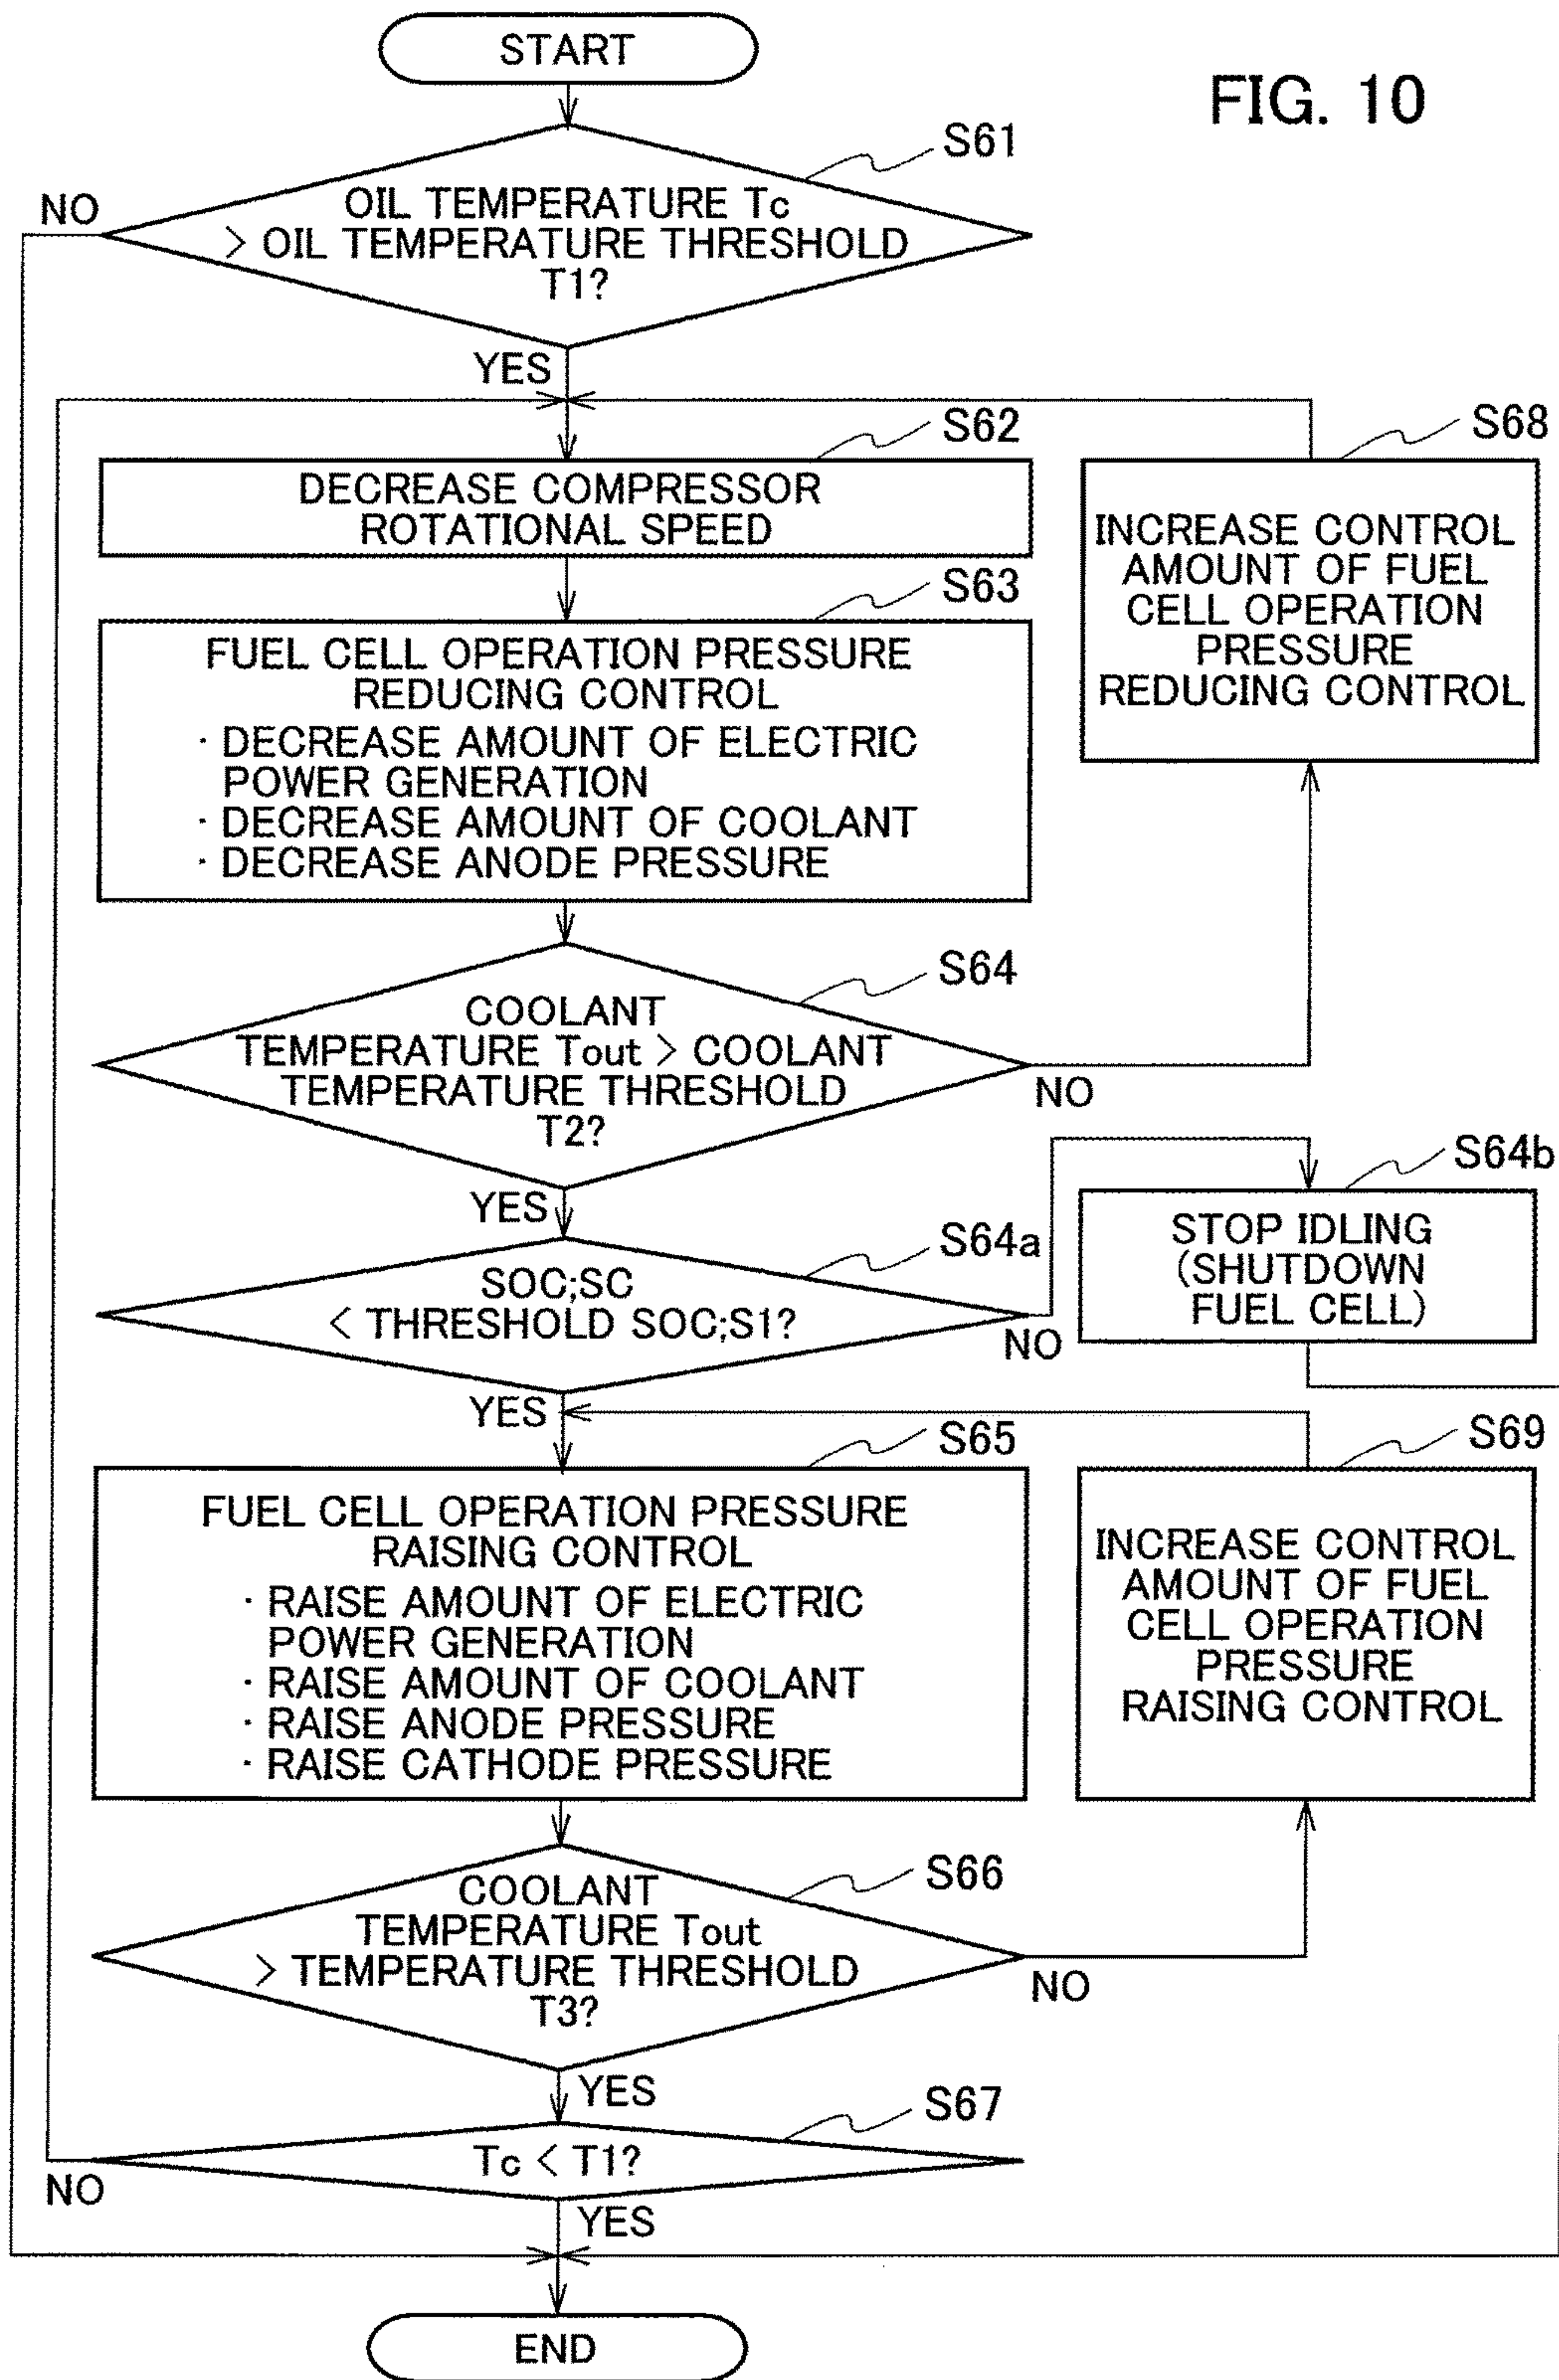 START
FIG. 10
S61
NO
OIL TEMPERATURE Tc
> OIL TEMPERATURE THRESHOLD
T1?
YES
S62
DECREASE COMPRESSOR
ROTATIONAL SPEED
S68
INCREASE CONTROL
AMOUNT OF FUEL
CELL OPERATION
PRESSURE
REDUCING CONTROL
S63
FUEL CELL OPERATION PRESSURE
REDUCING CONTROL
· DECREASE AMOUNT OF ELECTRIC
POWER GENERATION
· DECREASE AMOUNT OF COOLANT
· DECREASE ANODE PRESSURE
S64
COOLANT
TEMPERATURE Tout > COOLANT
TEMPERATURE THRESHOLD
T2?
NO
YES
S64a
SOC;SC
< THRESHOLD SOC;S1?
NO
S64b
STOP IDLING
(SHUTDOWN
FUEL CELL)
YES
S65
FUEL CELL OPERATION PRESSURE
RAISING CONTROL
· RAISE AMOUNT OF ELECTRIC
POWER GENERATION
· RAISE AMOUNT OF COOLANT
· RAISE ANODE PRESSURE
· RAISE CATHODE PRESSURE
S69
INCREASE CONTROL
AMOUNT OF FUEL
CELL OPERATION
PRESSURE
RAISING CONTROL
S66
COOLANT
TEMPERATURE Tout
> TEMPERATURE THRESHOLD
T3?
NO
YES
S67
Tc < T1?
NO
YES
END